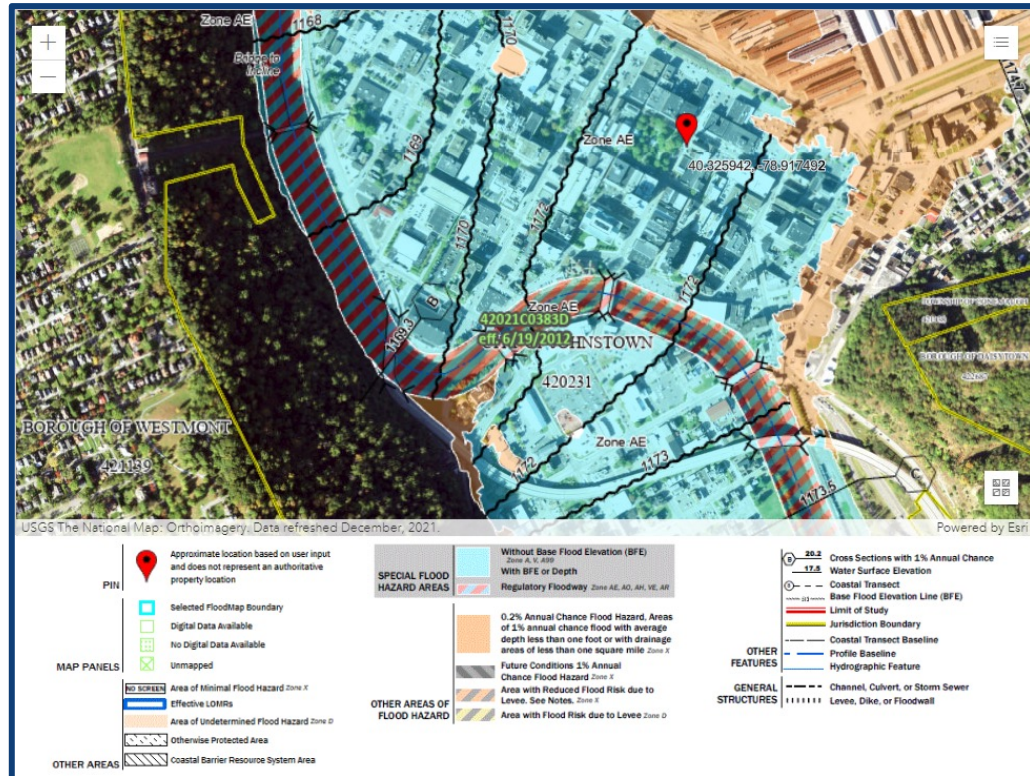 Zone AE
1168
1170
Bridge to
Incline
1169
Zone AE
40.325942, -78.917492
1174.7
1170
1172
1172
B
1169.3
Zone AE
42021C0383D
eff. 6/19/2012
HNSTOWN
420231
BOROUGH OF DAISYTOWN
BOROUGH OF WESTMONT
421139
Zone AE
1172
1173
1173.5
C
USGS The National Map: Orthoimagery. Data refreshed December, 2021.
Powered by Esri
PIN
Approximate location based on user input
and does not represent an authoritative
property location
MAP PANELS
Selected FloodMap Boundary
Digital Data Available
No Digital Data Available
Unmapped
OTHER AREAS
NO SCREEN Area of Minimal Flood Hazard Zone X
Effective LOMRs
Area of Undetermined Flood Hazard Zone D
Otherwise Protected Area
Coastal Barrier Resource System Area
SPECIAL FLOOD
HAZARD AREAS
Without Base Flood Elevation (BFE)
Zone A, V, A99
With BFE or Depth
Regulatory Floodway Zone AE, AO, AH, VE, AR
OTHER AREAS OF
FLOOD HAZARD
0.2% Annual Chance Flood Hazard, Areas
of 1% annual chance flood with average
depth less than one foot or with drainage
areas of less than one square mile Zone X
Future Conditions 1% Annual
Chance Flood Hazard Zone X
Area with Reduced Flood Risk due to
Levee. See Notes. Zone X
Area with Flood Risk due to Levee Zone D
OTHER
FEATURES
B 20.2 Cross Sections with 1% Annual Chance
17.5 Water Surface Elevation
Coastal Transect
Base Flood Elevation Line (BFE)
Limit of Study
Jurisdiction Boundary
Coastal Transect Baseline
Profile Baseline
Hydrographic Feature
GENERAL
STRUCTURES
Channel, Culvert, or Storm Sewer
Levee, Dike, or Floodwall